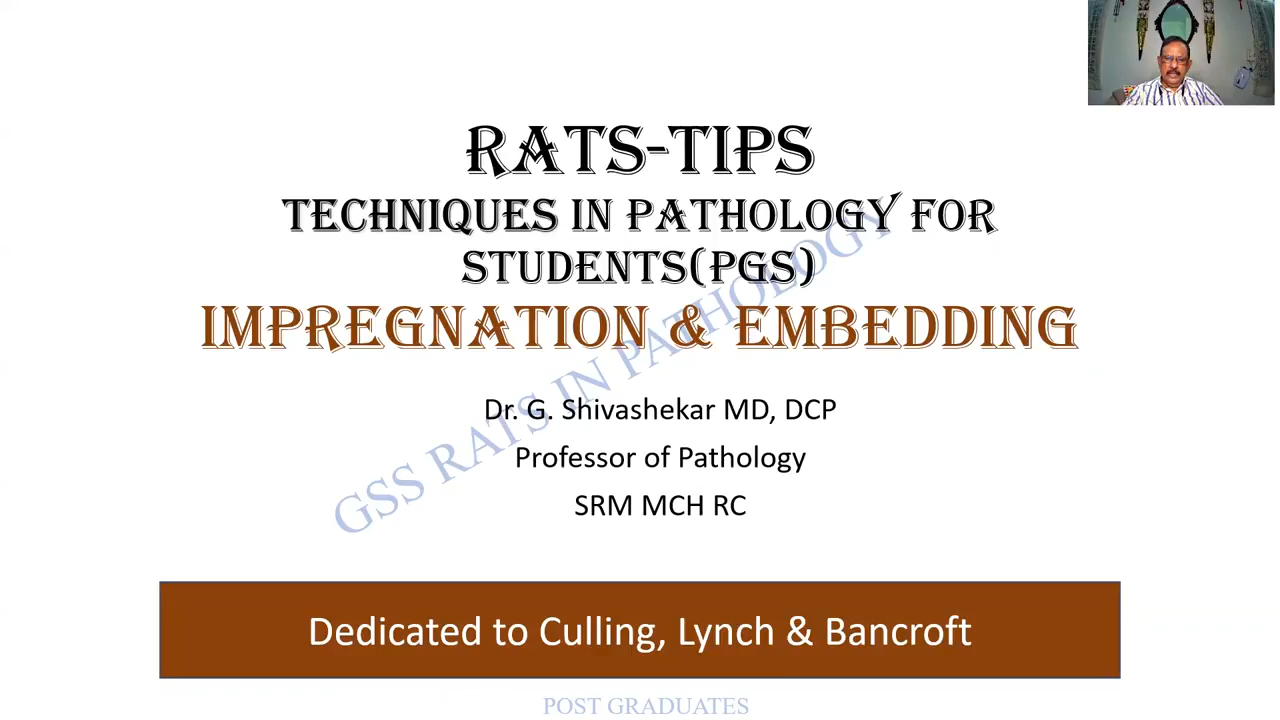 RATS-TIPS
TECHNIQUES IN PATHOLOGY FOR
STUDENTS(PGS)
IMPREGNATION & EMBEDDING
Dr. G. Shivashekar MD, DCP
Professor of Pathology
SRM MCH RC
GSS RATS IN PATHOLOGY
Dedicated to Culling, Lynch & Bancroft
POST GRADUATES